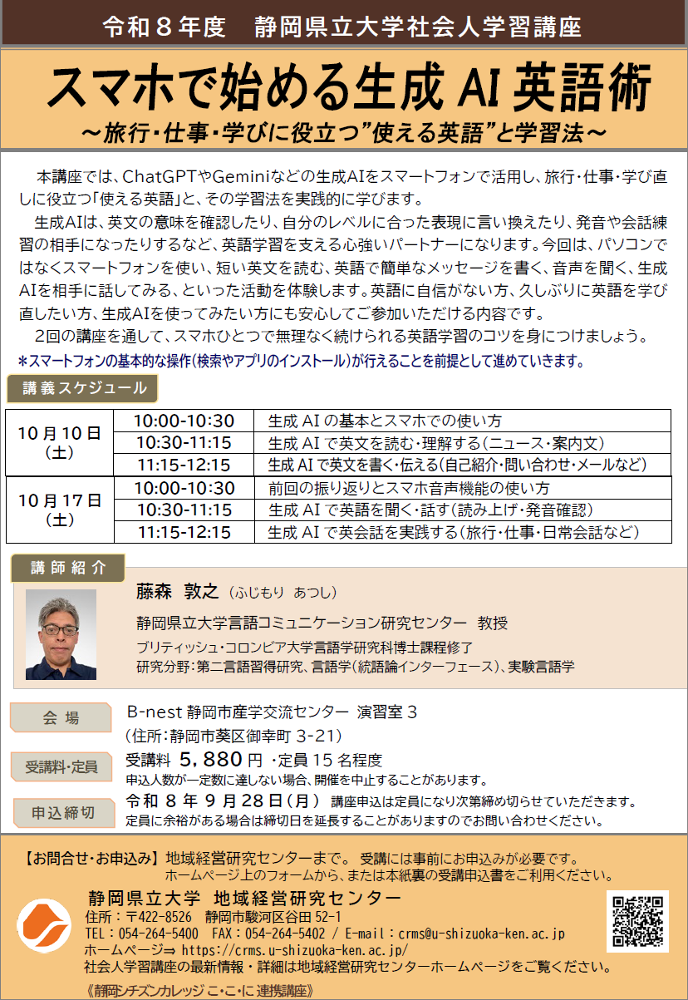 令和８年度　静岡県立大学社会人学習講座
スマホで始める生成AI英語術
～旅行・仕事・学びに役立つ”使える英語”と学習法～
本講座では、ChatGPTやGeminiなどの生成AIをスマートフォンで活用し、旅行・仕事・学び直
しに役立つ「使える英語」と、その学習法を実践的に学びます。
生成AIは、英文の意味を確認したり、自分のレベルに合った表現に言い換えたり、発音や会話練
習の相手になったりするなど、英語学習を支える心強いパートナーになります。今回は、パソコンで
はなくスマートフォンを使い、短い英文を読む、英語で簡単なメッセージを書く、音声を聞く、生成
AIを相手に話してみる、といった活動を体験します。英語に自信がない方、久しぶりに英語を学び
直したい方、生成AIを使ってみたい方にも安心してご参加いただける内容です。
2回の講座を通して、スマホひとつで無理なく続けられる英語学習のコツを身につけましょう。
＊スマートフォンの基本的な操作（検索やアプリのインストール）が行えることを前提として進めていきます。
講義スケジュール
10月10日（土）
10:00-10:30 生成AIの基本とスマホでの使い方
10:30-11:15 生成AIで英文を読む・理解する（ニュース・案内文）
11:15-12:15 生成AIで英文を書く・伝える（自己紹介・問い合わせ・メールなど）
10月17日（土）
10:00-10:30 前回の振り返りとスマホ音声機能の使い方
10:30-11:15 生成AIで英語を聞く・話す（読み上げ・発音確認）
11:15-12:15 生成AIで英会話を実践する（旅行・仕事・日常会話など）
講師紹介
藤森　敦之（ふじもり　あつし）
静岡県立大学言語コミュニケーション研究センター　教授
ブリティッシュ・コロンビア大学言語学研究科博士課程修了
研究分野：第二言語習得研究、言語学（統語論インターフェース）、実験言語学
会場
B-nest静岡市産学交流センター 演習室3
（住所：静岡市葵区御幸町3-21）
受講料・定員
受講料 5,880円 ・定員15名程度
申込人数が一定数に達しない場合、開催を中止することがあります。
申込締切
令和8年9月28日（月） 講座申込は定員になり次第締め切らせていただきます。
定員に余裕がある場合は締切日を延長することがありますのでお問い合わせください。
【お問合せ・お申込み】地域経営研究センターまで。 受講には事前にお申込みが必要です。
ホームページ上のフォームから、または本紙裏の受講申込書をご利用ください。
静岡県立大学 地域経営研究センター
住所：〒422-8526　静岡市駿河区谷田52-1
TEL：054-264-5400　FAX：054-264-5402 / E-mail：crms@u-shizuoka-ken.ac.jp
ホームページ⇒ https://crms.u-shizuoka-ken.ac.jp/
社会人学習講座の最新情報・詳細は地域経営研究センターホームページをご覧ください。
《静岡シチズンカレッジ こ・こ・に 連携講座》